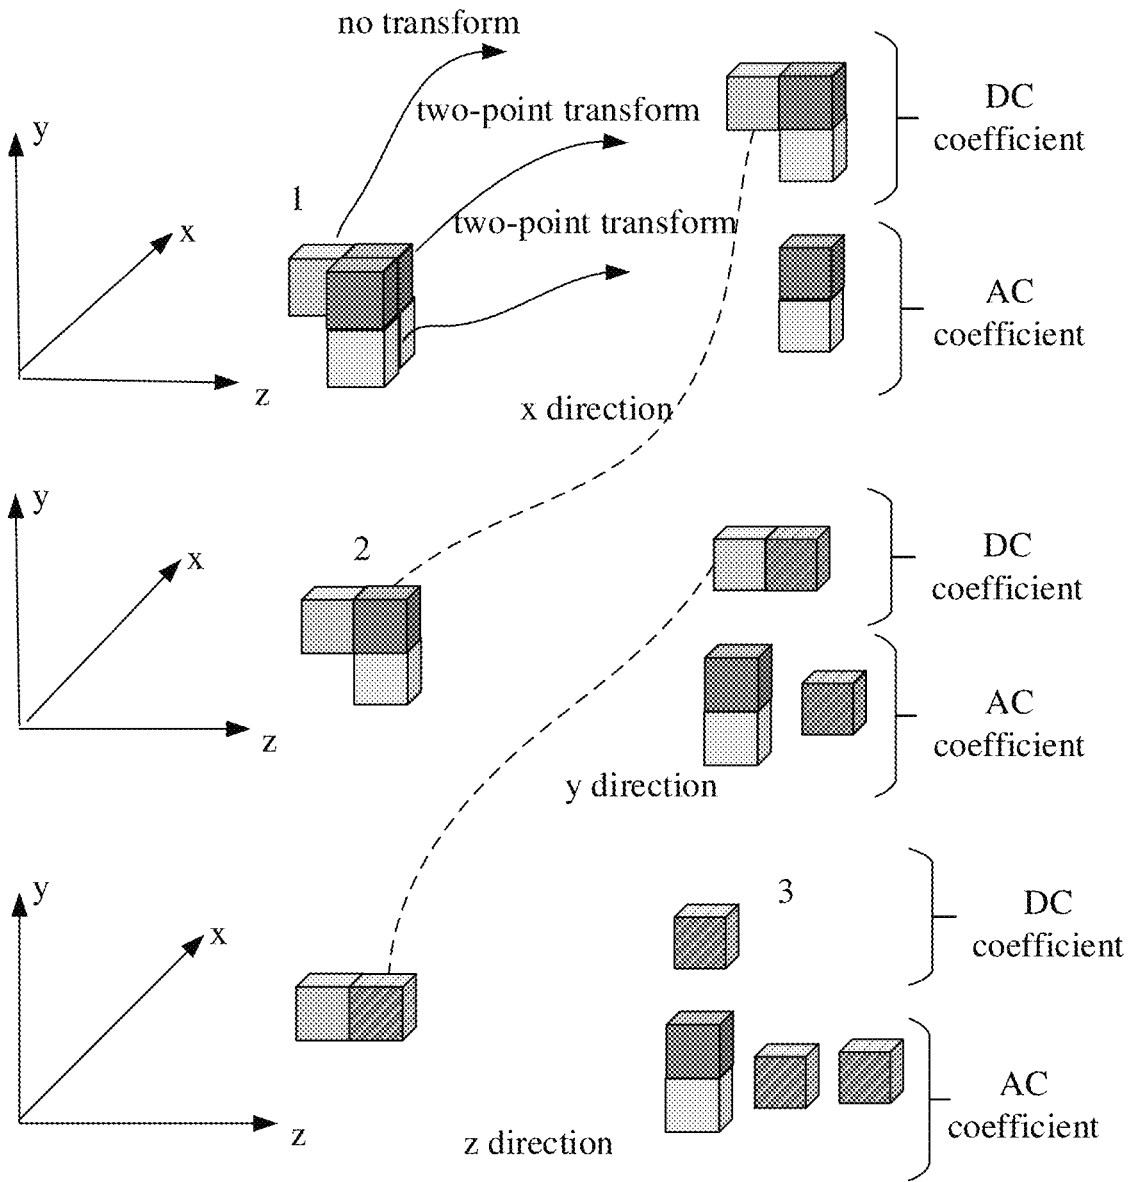 no transform
two-point transform
two-point transform
y
x
z
1
DC
coefficient
AC
coefficient
x direction
y
x
z
2
DC
coefficient
AC
coefficient
y direction
y
x
z
3
DC
coefficient
AC
coefficient
z direction